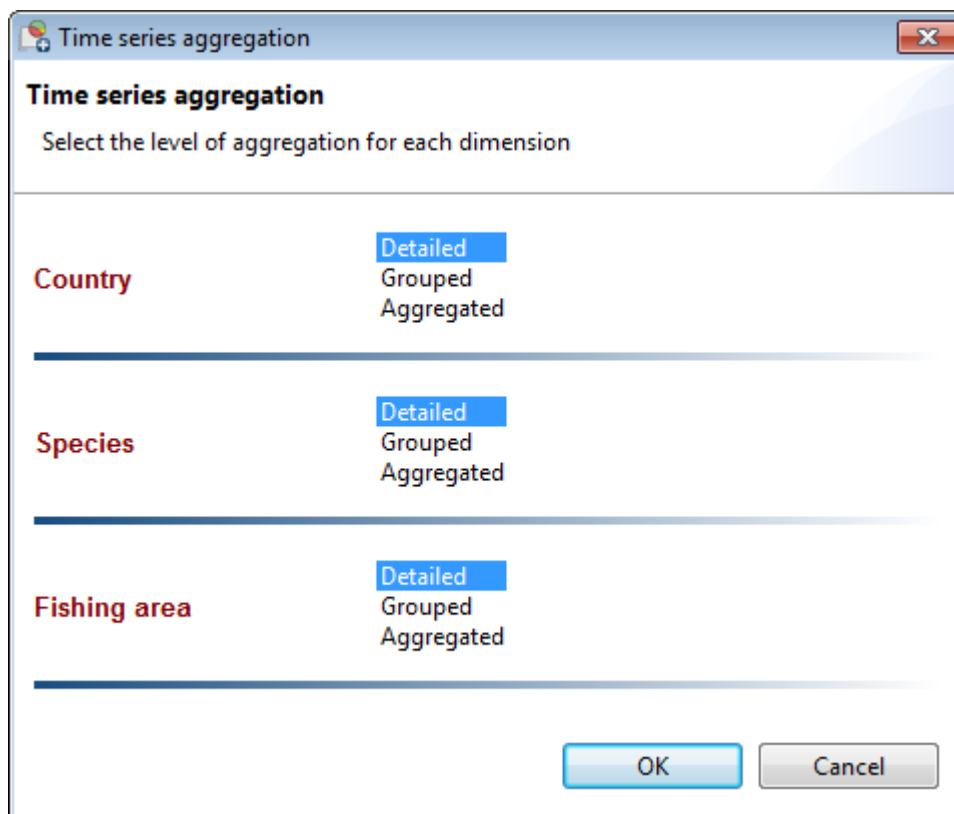 Time series aggregation
Time series aggregation
Select the level of aggregation for each dimension
Country
Detailed
Grouped
Aggregated
Species
Detailed
Grouped
Aggregated
Fishing area
Detailed
Grouped
Aggregated
OK Cancel